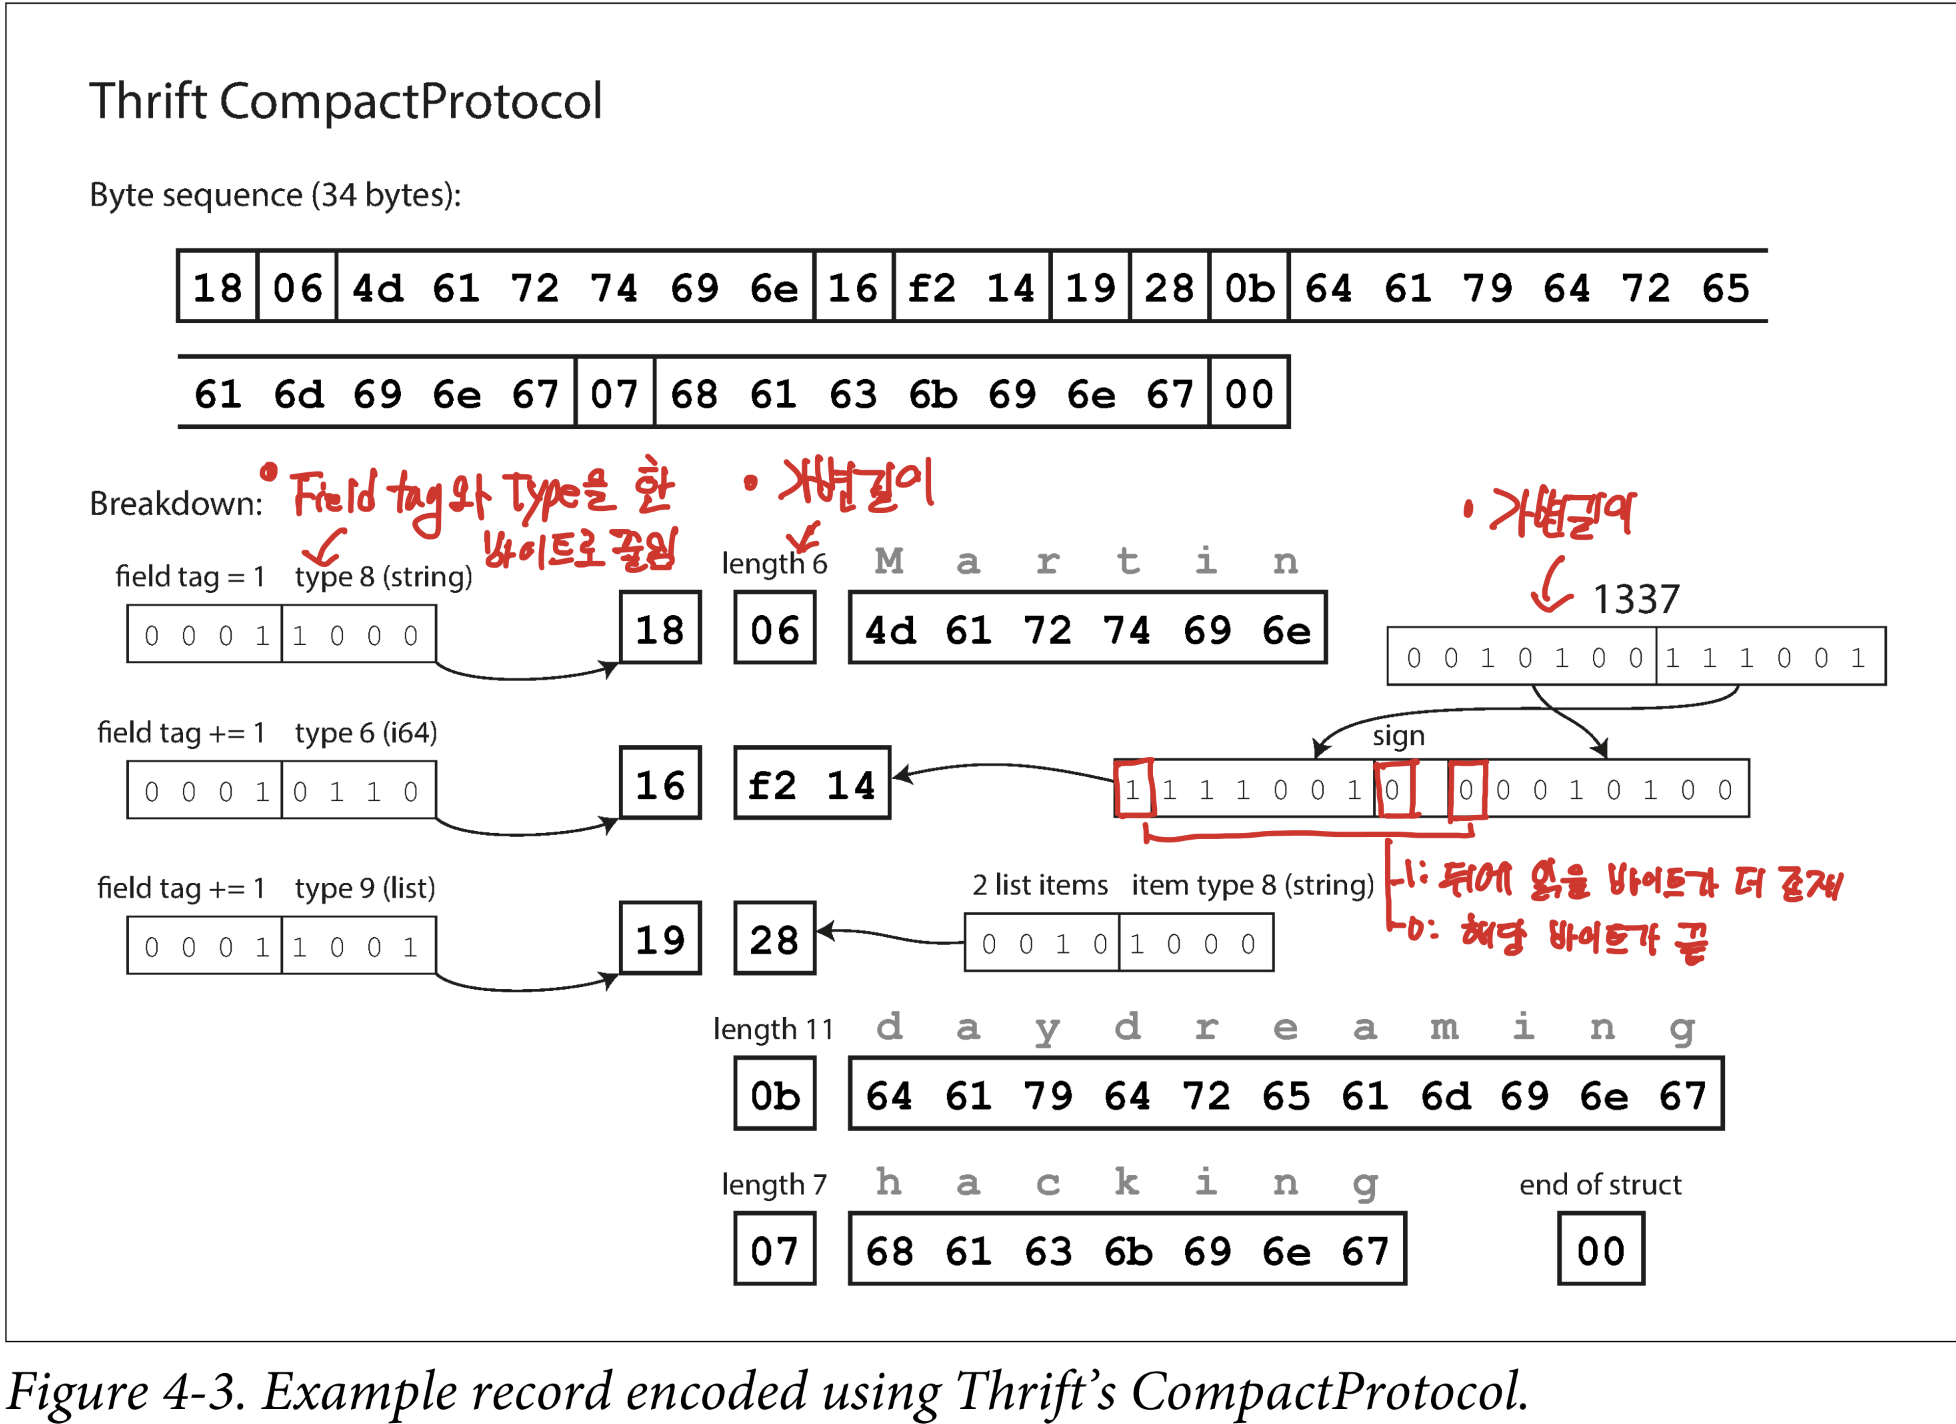 Thrift CompactProtocol
Byte sequence (34 bytes):
18 06 4d 61 72 74 69 6e 16 f2 14 19 28 0b 64 61 79 64 72 65
61 6d 69 6e 67 07 68 61 63 6b 69 6e 67 00
Breakdown:
• Field tag와 Type을 한
바이트로 줄임
• 가변길이
• 가변길이
field tag = 1 type 8 (string)
0 0 0 1 1 0 0 0
18
length 6
06
M a r t i n
4d 61 72 74 69 6e
1337
0 0 1 0 1 0 0 1 1 1 0 0 1
field tag += 1 type 6 (i64)
0 0 0 1 0 1 1 0
16
f2 14
sign
1 1 1 1 0 0 1 0 0 0 0 1 0 1 0 0
1: 뒤에 읽을 바이트가 더 존재
0: 해당 바이트가 끝
field tag += 1 type 9 (list)
0 0 0 1 1 0 0 1
19
28
2 list items item type 8 (string)
0 0 1 0 1 0 0 0
length 11
0b
d a y d r e a m i n g
64 61 79 64 72 65 61 6d 69 6e 67
length 7
07
h a c k i n g
68 61 63 6b 69 6e 67
end of struct
00
Figure 4-3. Example record encoded using Thrift's CompactProtocol.